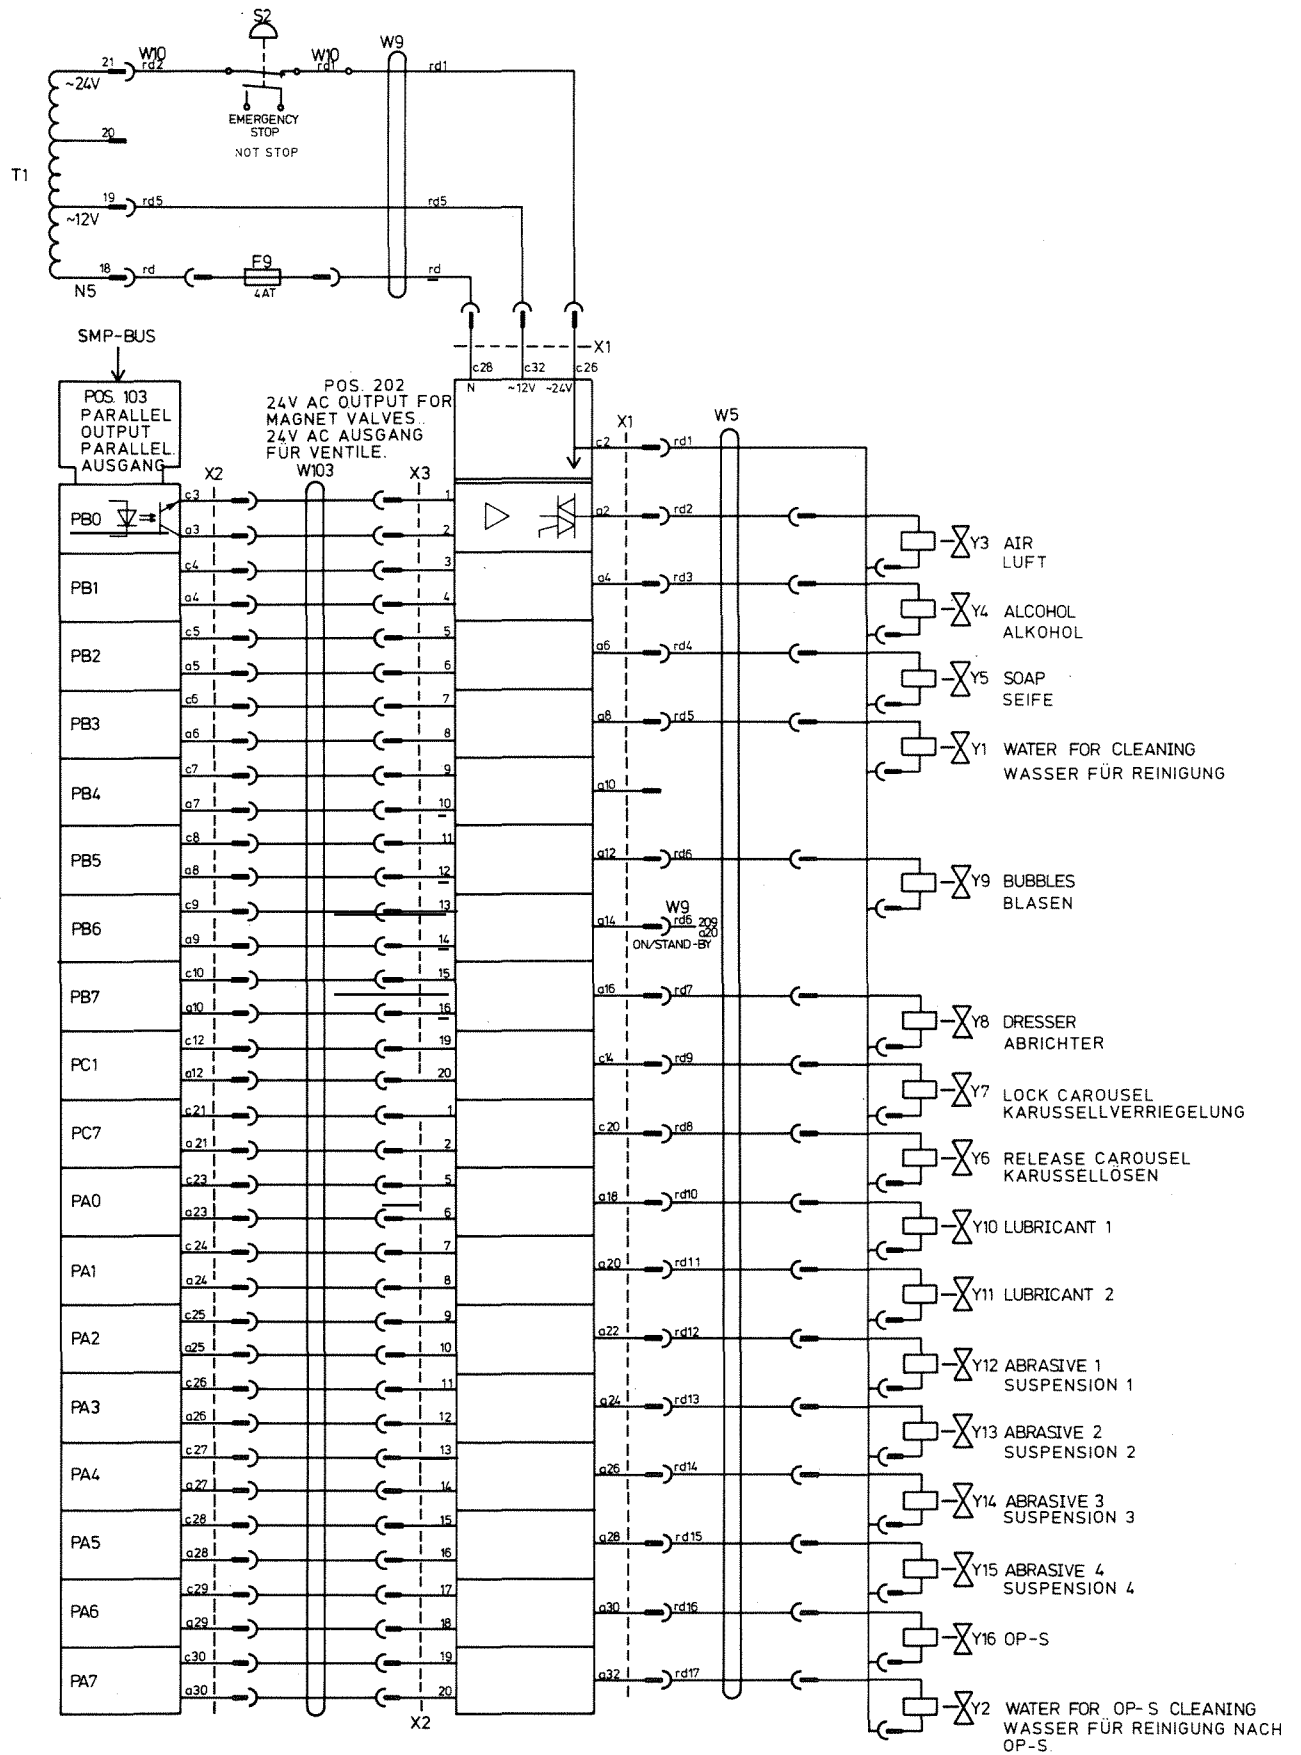 S2
W10
W10
W9
21
rd2
rd1
rd1
~24V
EMERGENCY
STOP
NOT STOP
20
T1
19
rd5
rd5
~12V
18
rd
F9
rd
N5
4AT
SMP-BUS
X1
c28
c32
c26
N
~12V
~24V
POS. 103
PARALLEL
OUTPUT
PARALLEL.
AUSGANG
POS. 202
24V AC OUTPUT FOR
MAGNET VALVES..
24V AC AUSGANG
FÜR VENTILE.
X2
W103
X3
X1
W5
c2
rd1
PB0
c3
1
a3
2
a2
rd2
Y3 AIR
LUFT
PB1
c4
3
a4
4
a4
rd3
Y4 ALCOHOL
ALKOHOL
PB2
c5
5
a5
6
a6
rd4
Y5 SOAP
SEIFE
PB3
c6
7
a6
8
a8
rd5
Y1 WATER FOR CLEANING
WASSER FÜR REINIGUNG
PB4
c7
9
a7
10
a10
PB5
c8
11
a8
12
a12
rd6
Y9 BUBBLES
BLASEN
PB6
c9
13
a9
14
a14
W9
rd6
209
a20
ON/STAND-BY
PB7
c10
15
a10
16
a16
rd7
Y8 DRESSER
ABRICHTER
PC1
c12
19
a12
20
c14
rd9
Y7 LOCK CAROUSEL
KARUSSELLVERRIEGELUNG
PC7
c21
1
a21
2
c20
rd8
Y6 RELEASE CAROUSEL
KARUSSELLÖSEN
PA0
c23
5
a23
6
a18
rd10
Y10 LUBRICANT 1
PA1
c24
7
a24
8
a20
rd11
Y11 LUBRICANT 2
PA2
c25
9
a25
10
a22
rd12
Y12 ABRASIVE 1
SUSPENSION 1
PA3
c26
11
a26
12
a24
rd13
Y13 ABRASIVE 2
SUSPENSION 2
PA4
c27
13
a27
14
a26
rd14
Y14 ABRASIVE 3
SUSPENSION 3
PA5
c28
15
a28
16
a28
rd15
Y15 ABRASIVE 4
SUSPENSION 4
PA6
c29
17
a29
18
a30
rd16
Y16 OP-S
PA7
c30
19
a30
20
a32
rd17
Y2 WATER FOR OP-S CLEANING
WASSER FÜR REINIGUNG NACH
OP-S.
X2